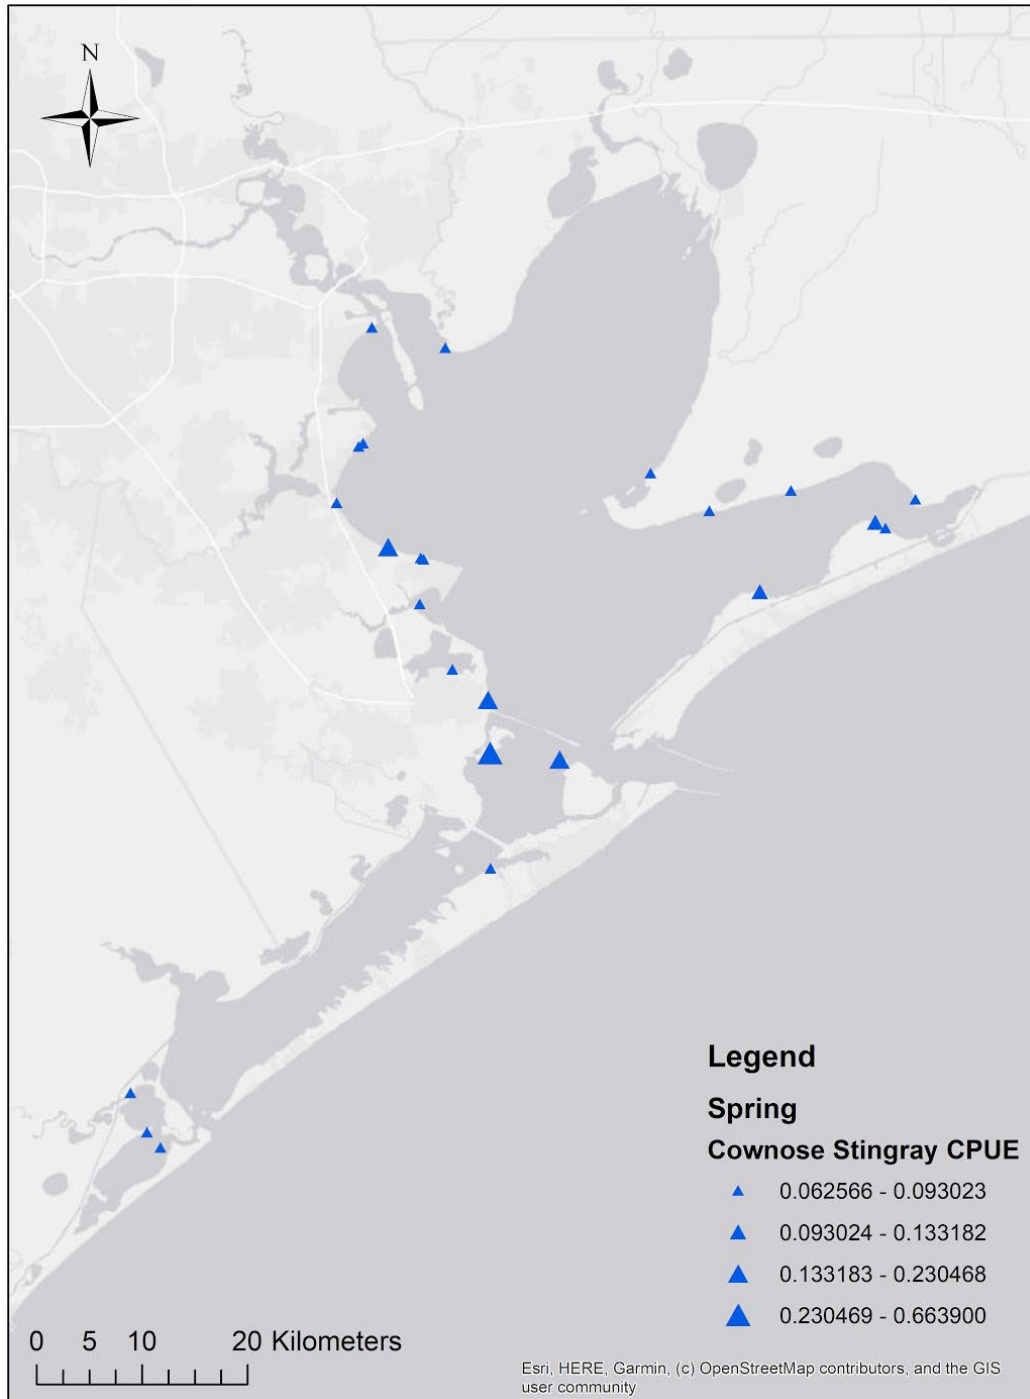 N
Legend
Spring
Cownose Stingray CPUE
0.062566 - 0.093023
0.093024 - 0.133182
0.133183 - 0.230468
0.230469 - 0.663900
0 5 10 20 Kilometers
Esri, HERE, Garmin, (c) OpenStreetMap contributors, and the GIS
user community